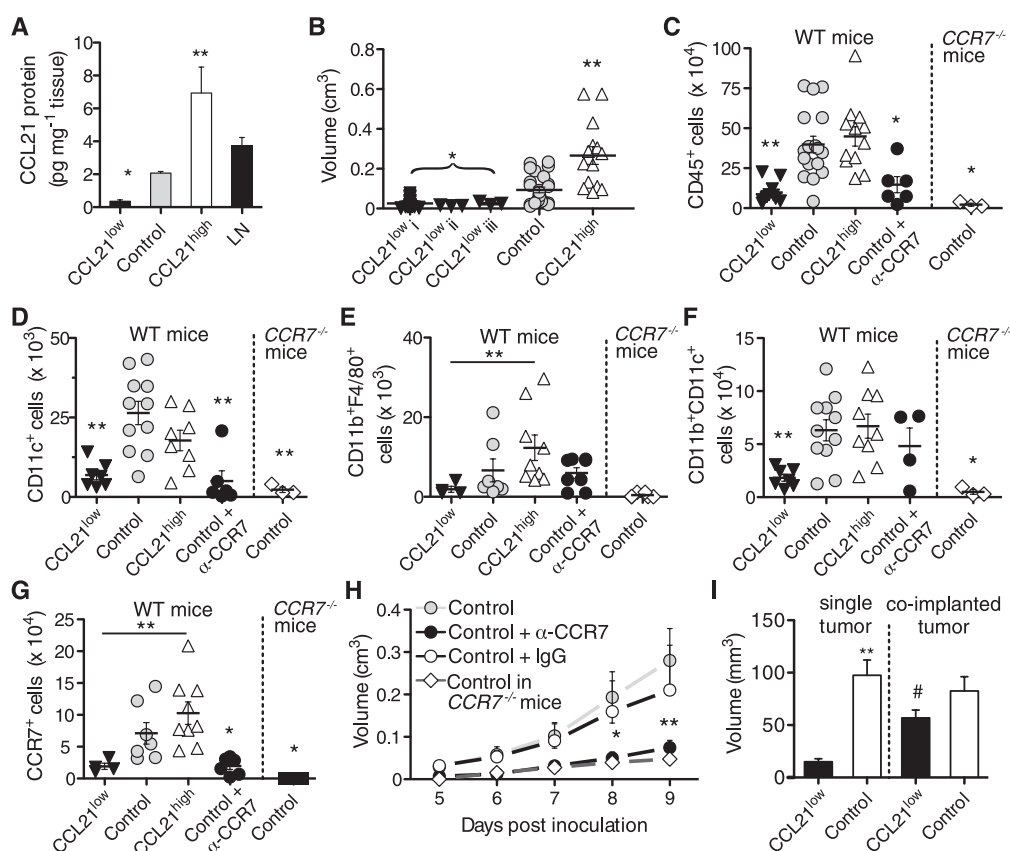 A
CCL21 protein
(pg mg⁻¹ tissue)
10
8
6
4
2
0
*
**
CCL21ˡᵒʷ
Control
CCL21ʰⁱᵍʰ
LN
B
Volume (cm³)
0.8
0.6
0.4
0.2
0
*
**
CCL21ˡᵒʷ i
CCL21ˡᵒʷ ii
CCL21ˡᵒʷ iii
Control
CCL21ʰⁱᵍʰ
C
WT mice
CCR7⁻/⁻
mice
CD45⁺ cells (x 10⁴)
100
75
50
25
0
**
*
*
CCL21ˡᵒʷ
Control
CCL21ʰⁱᵍʰ
Control +
α-CCR7
Control
D
WT mice
CCR7⁻/⁻
mice
CD11c⁺ cells (x 10³)
50
25
0
**
**
**
CCL21ˡᵒʷ
Control
CCL21ʰⁱᵍʰ
Control +
α-CCR7
Control
E
WT mice
CCR7⁻/⁻
mice
CD11b⁺F4/80⁺
cells (x 10³)
40
20
0
**
CCL21ˡᵒʷ
Control
CCL21ʰⁱᵍʰ
Control +
α-CCR7
Control
F
WT mice
CCR7⁻/⁻
mice
CD11b⁺CD11c⁺
cells (x 10⁴)
15
10
5
0
**
*
CCL21ˡᵒʷ
Control
CCL21ʰⁱᵍʰ
Control +
α-CCR7
Control
G
WT mice
CCR7⁻/⁻
mice
CCR7⁺ cells (x 10⁴)
25
20
15
10
5
0
**
*
*
CCL21ˡᵒʷ
Control
CCL21ʰⁱᵍʰ
Control +
α-CCR7
Control
H
Volume (cm³)
0.4
0.3
0.2
0.1
0
Control
Control + α-CCR7
Control + IgG
Control in
CCR7⁻/⁻ mice
*
**
5 6 7 8 9
Days post inoculation
I
single
tumor
co-implanted
tumor
Volume (mm³)
150
100
50
0
**
#
CCL21ˡᵒʷ
Control
CCL21ˡᵒʷ
Control